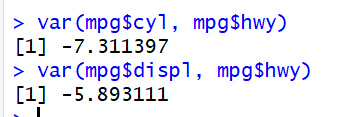 > var(mpg$cyl, mpg$hwy)
[1] -7.311397
> var(mpg$displ, mpg$hwy)
[1] -5.893111
>